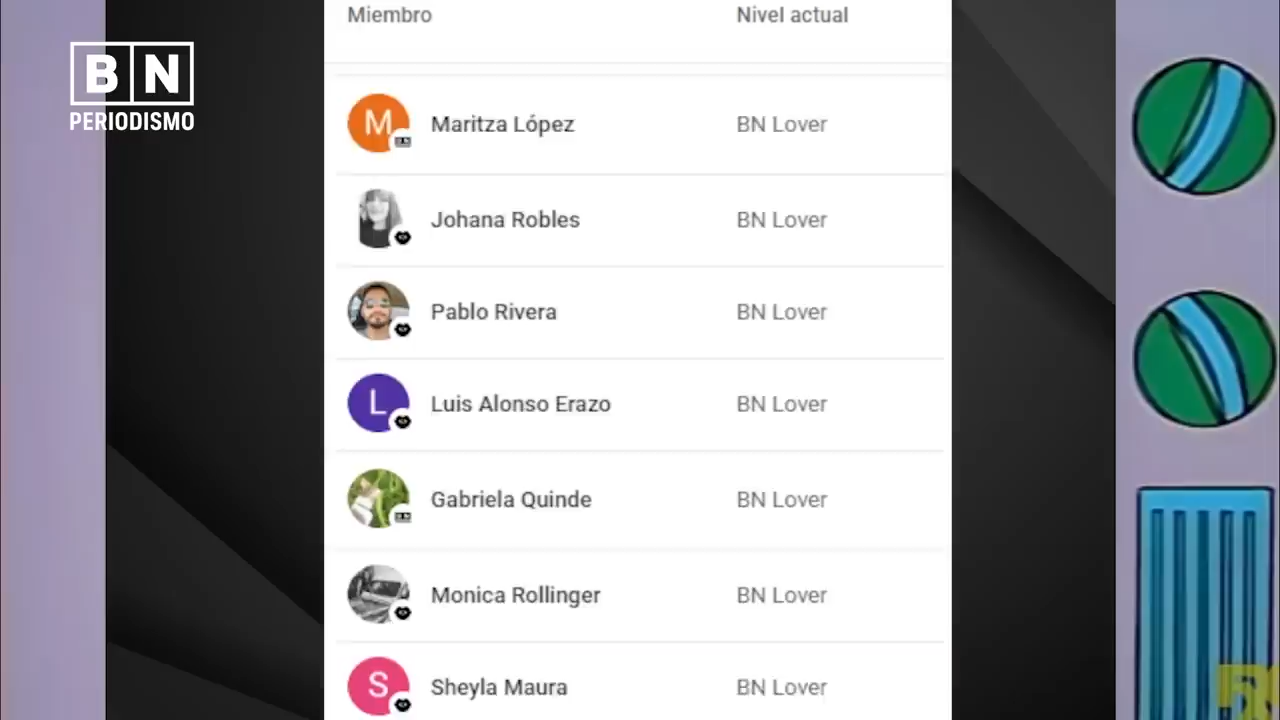 Miembro Nivel actual
BN
PERIODISMO
M Maritza López BN Lover
Johana Robles BN Lover
Pablo Rivera BN Lover
L Luis Alonso Erazo BN Lover
Gabriela Quinde BN Lover
Monica Rollinger BN Lover
S Sheyla Maura BN Lover